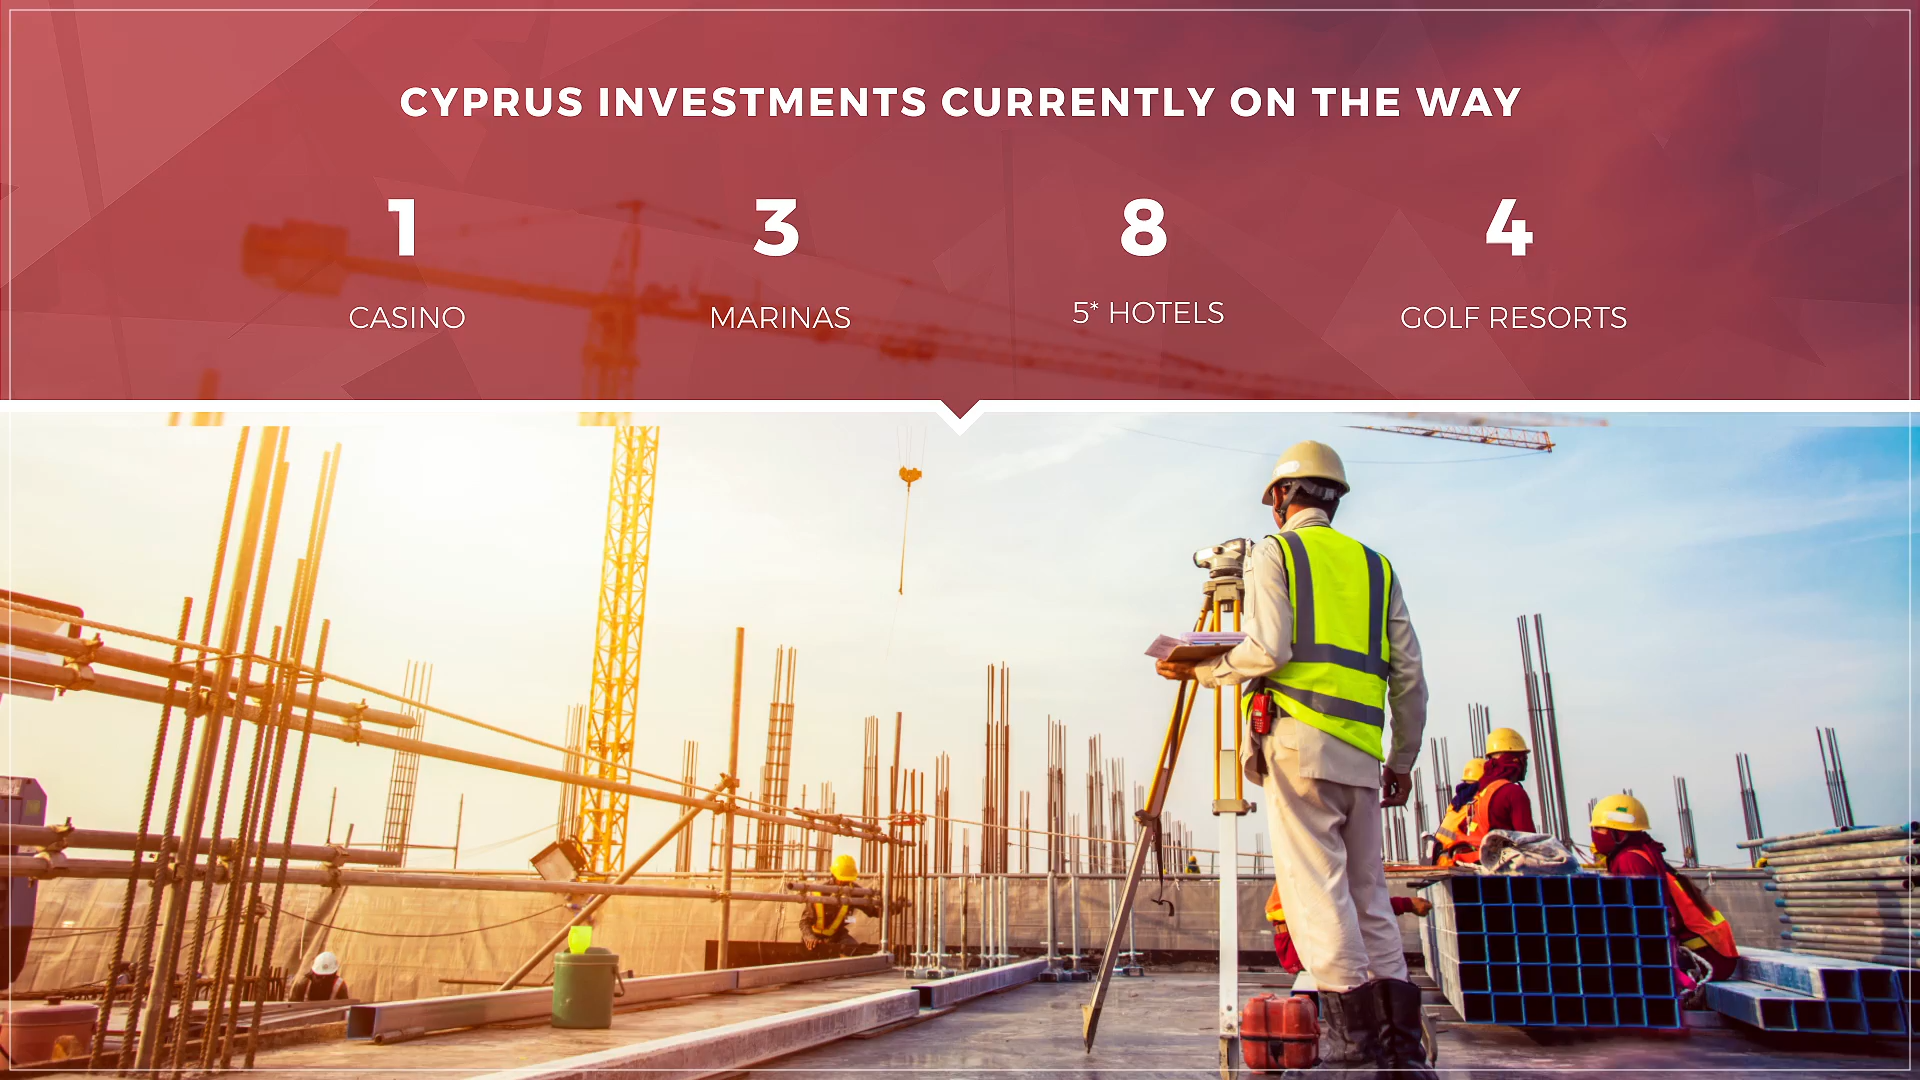 CYPRUS INVESTMENTS CURRENTLY ON THE WAY
1 3 8 4
CASINO MARINAS 5* HOTELS GOLF RESORTS